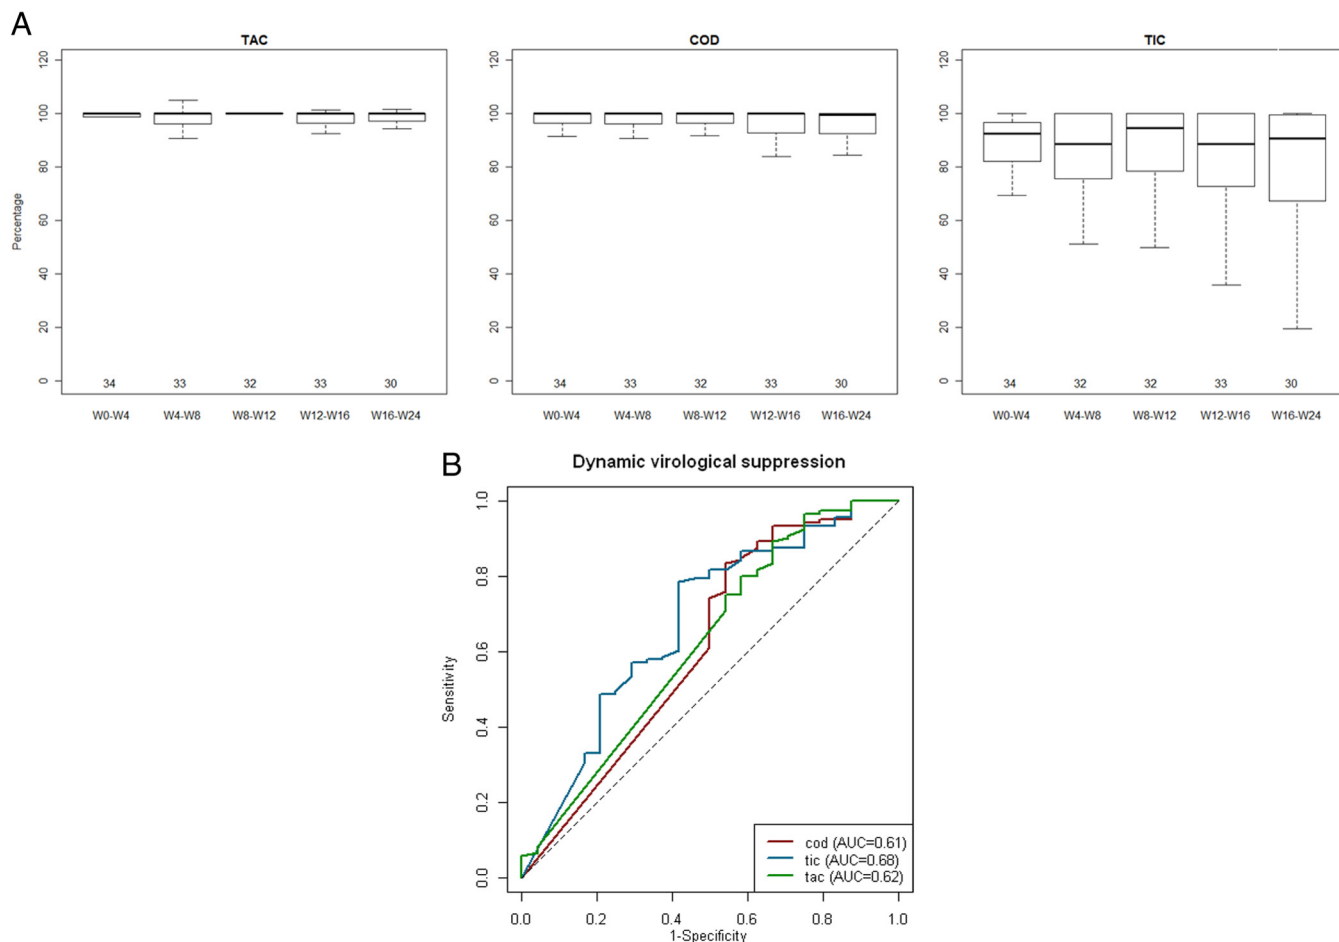 A
TAC
COD
TIC
120
100
80
60
40
20
0
Percentage
34 33 32 33 30
W0-W4 W4-W8 W8-W12 W12-W16 W16-W24
120
100
80
60
40
20
0
34 33 32 33 30
W0-W4 W4-W8 W8-W12 W12-W16 W16-W24
120
100
80
60
40
20
0
34 32 32 33 30
W0-W4 W4-W8 W8-W12 W12-W16 W16-W24
B
Dynamic virological suppression
1.0
0.8
0.6
0.4
0.2
0.0
Sensitivity
cod (AUC=0.61)
tic (AUC=0.68)
tac (AUC=0.62)
0.0 0.2 0.4 0.6 0.8 1.0
1-Specificity